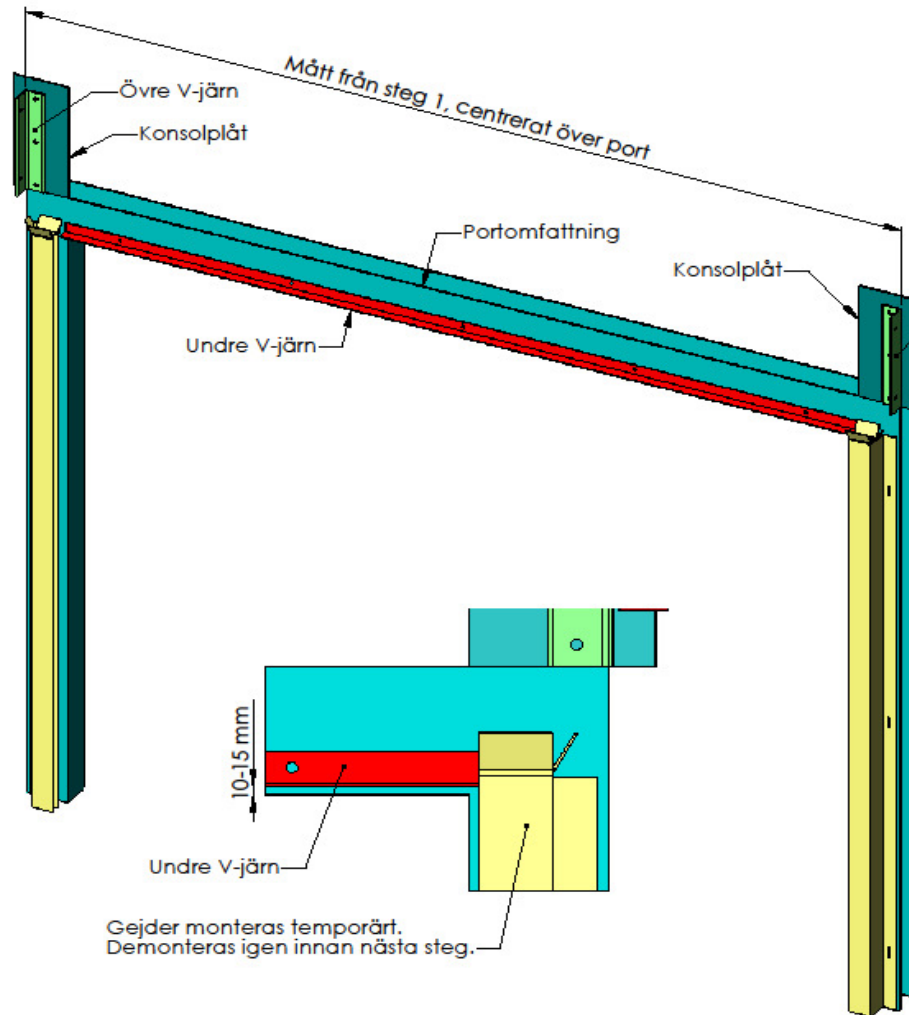 Mått från steg 1, centrerat över port
Övre V-järn
Konsolplåt
Portomfattning
Konsolplåt
Undre V-järn
10-15 mm
Undre V-järn
Gejder monteras temporärt.
Demonteras igen innan nästa steg.